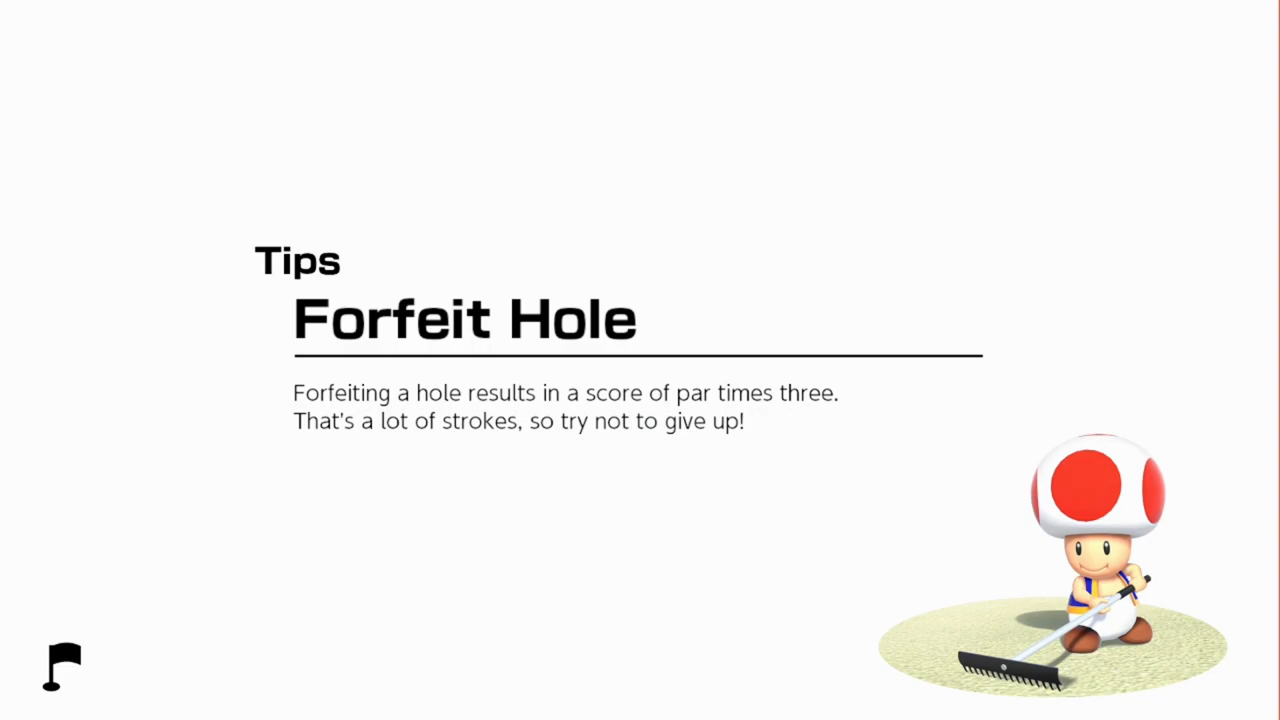 Tips
Forfeit Hole
Forfeiting a hole results in a score of par times three.
That's a lot of strokes, so try not to give up!